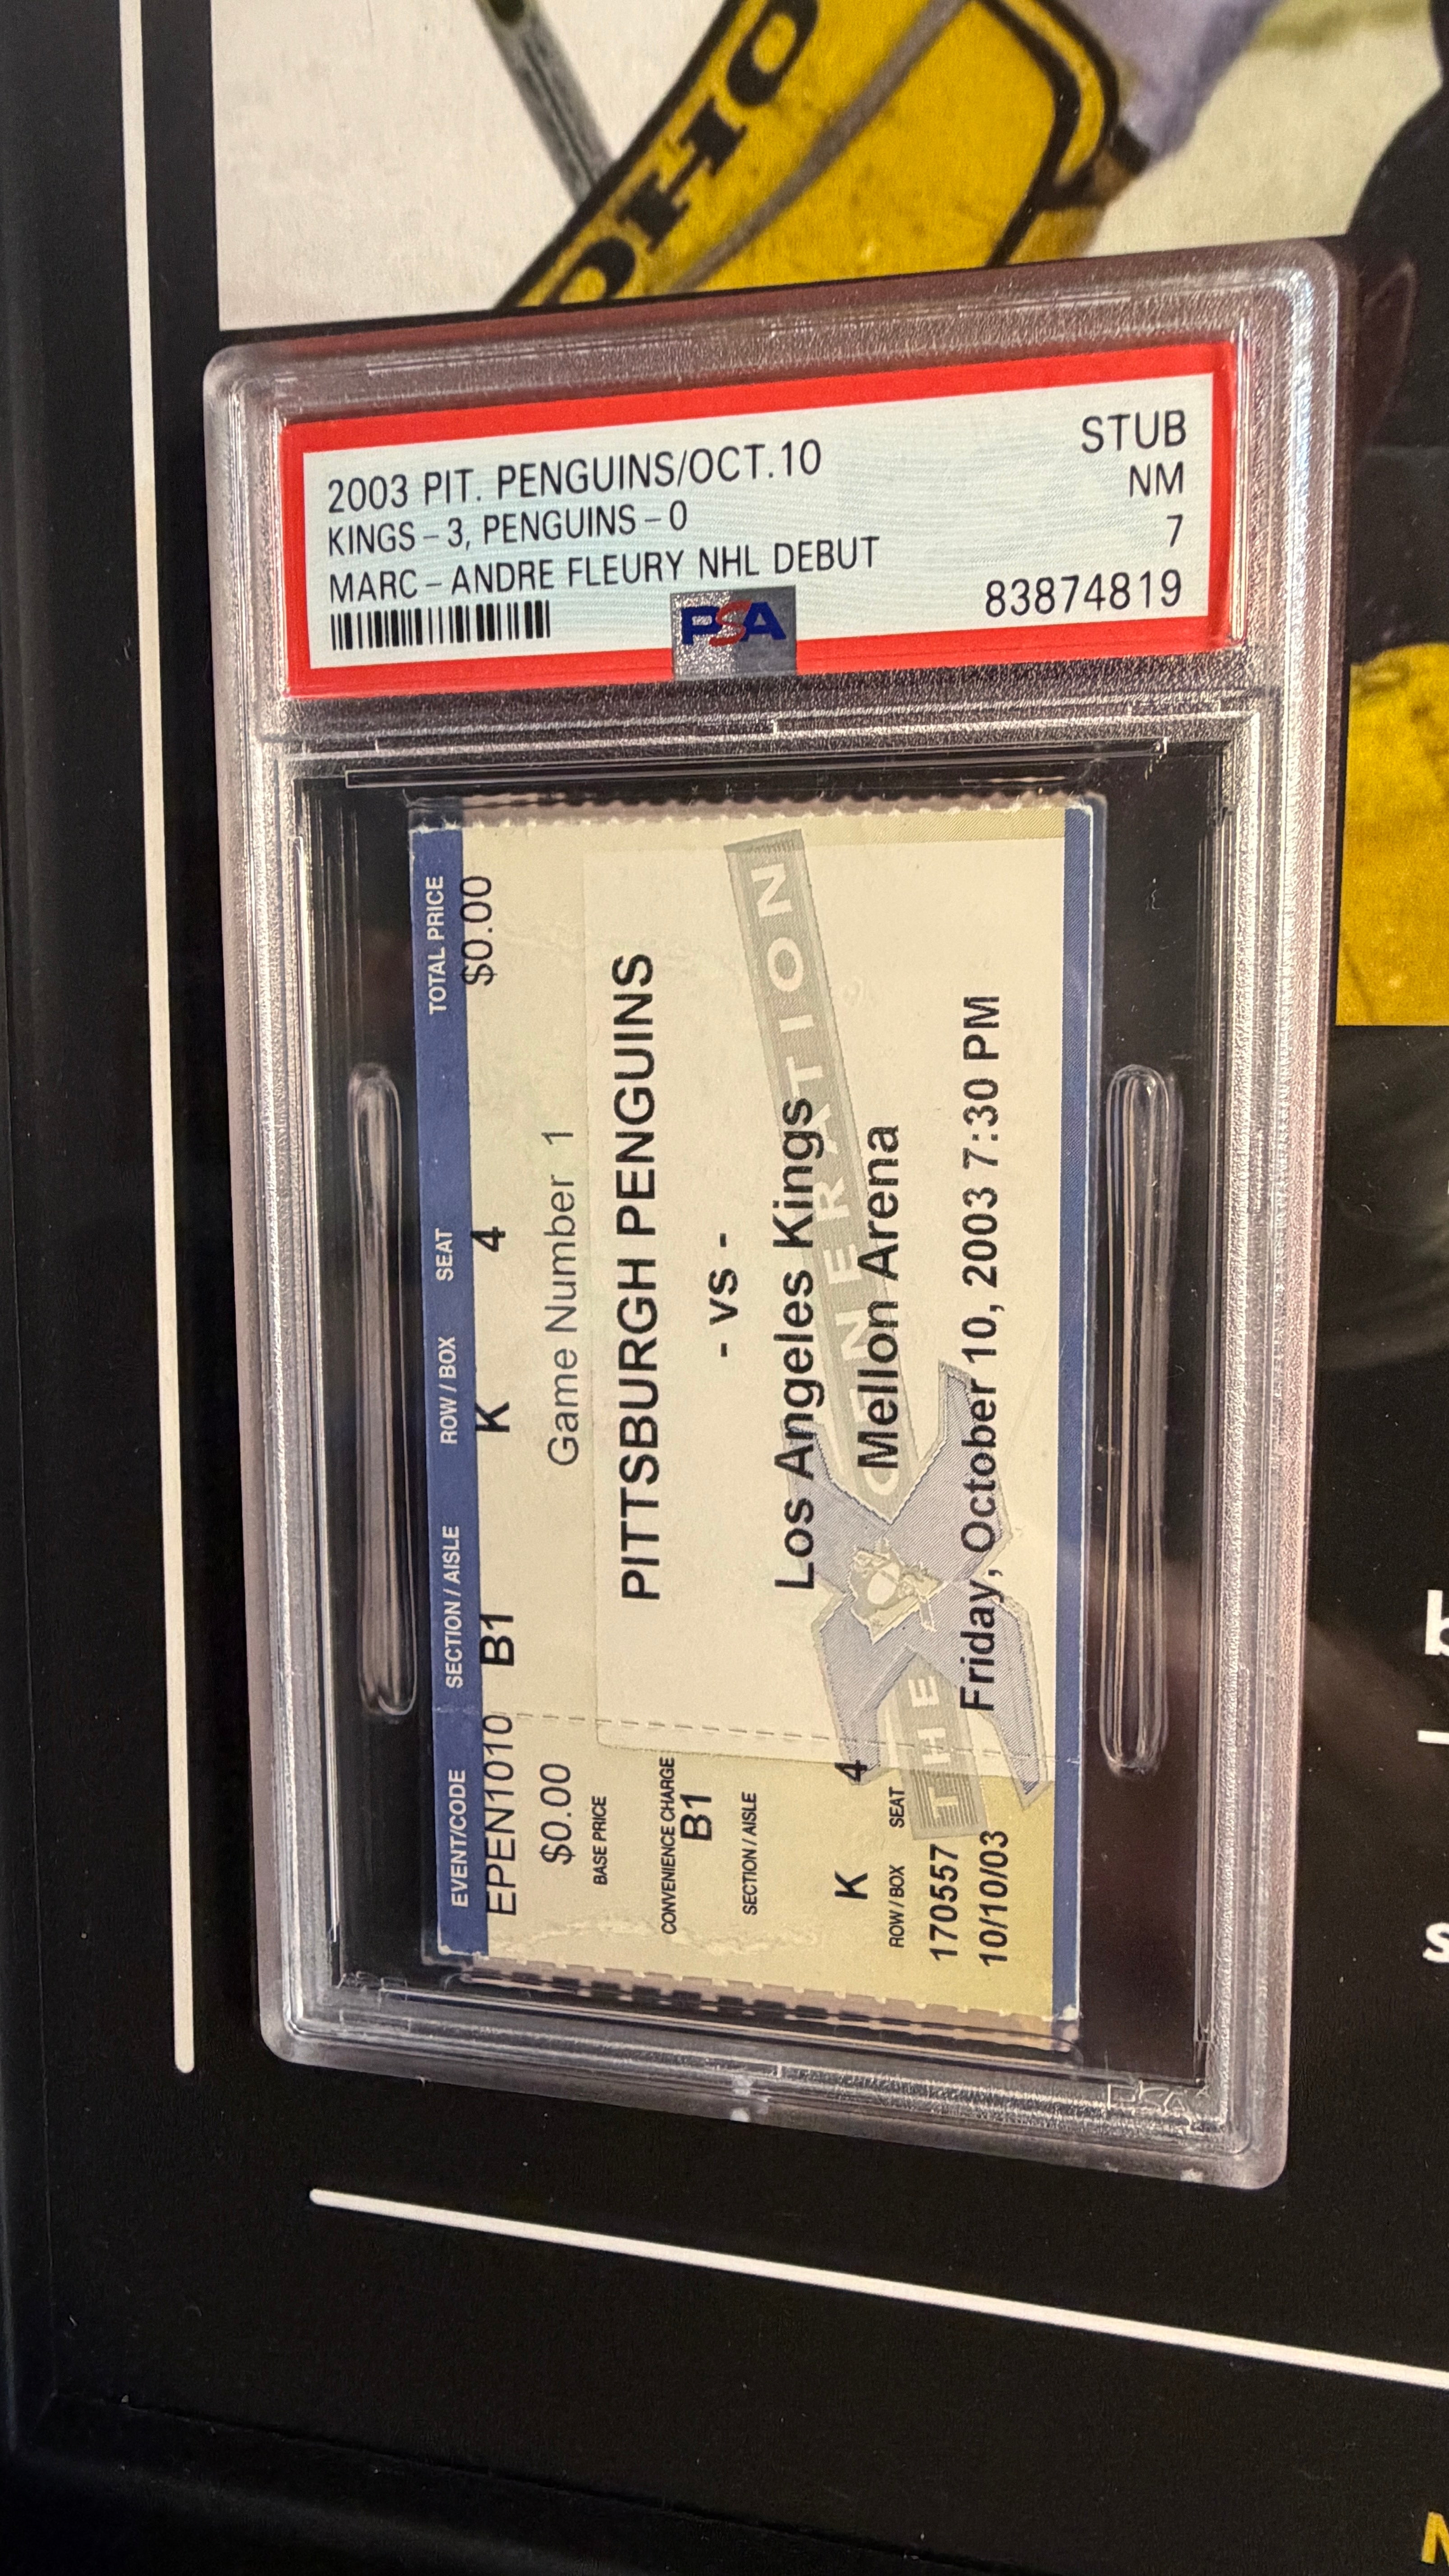 OHO
2003 PIT. PENGUINS/OCT.10
STUB
KINGS - 3, PENGUINS - 0
NM
MARC - ANDRE FLEURY NHL DEBUT
7
PSA
83874819
EVENT/CODE SECTION / AISLE ROW / BOX SEAT TOTAL PRICE
EPEN1010 B1 K 4 $0.00
$0.00
BASE PRICE
CONVENIENCE CHARGE
B1
SECTION / AISLE
K 4
ROW / BOX SEAT
170557
10/10/03
Game Number 1
PITTSBURGH PENGUINS
- vs -
Los Angeles Kings
Mellon Arena
Friday, October 10, 2003 7:30 PM
THE X GENERATION
PSA
b
s